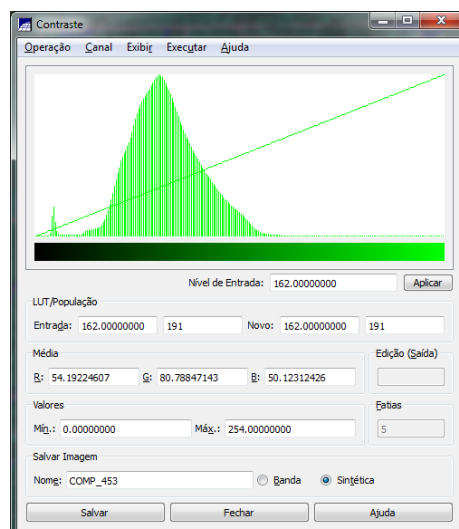 Contraste
Operação Canal Exibir Executar Ajuda
Nível de Entrada: 162.00000000 Aplicar
LUT/População
Entrada: 162.00000000 191 Novo: 162.00000000 191
Média Edição (Saída)
R: 54.19224607 G: 80.78847143 B: 50.12312426
Valores Fatias
Mín.: 0.00000000 Máx.: 254.00000000 5
Salvar Imagem
Nome: COMP_453 Banda Sintética
Salvar Fechar Ajuda